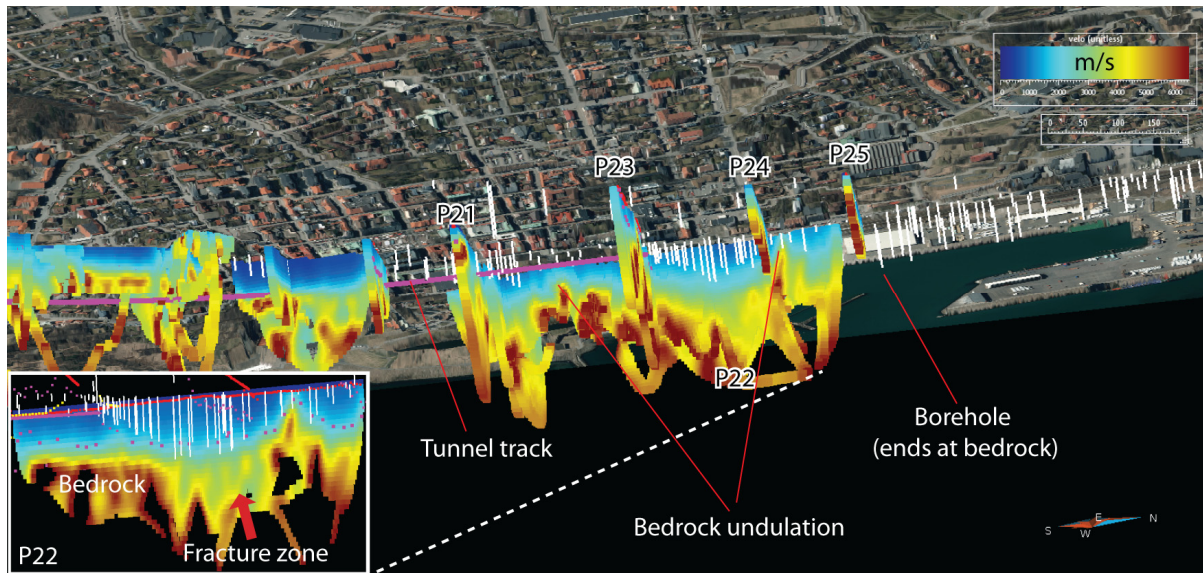 velo (unitless)
m/s
0 1000 2000 3000 4000 5000 6000
0 50 100 150
P23
P24
P25
P21
P22
Tunnel track
Borehole
(ends at bedrock)
Bedrock undulation
Bedrock
Fracture zone
P22
S E N
W